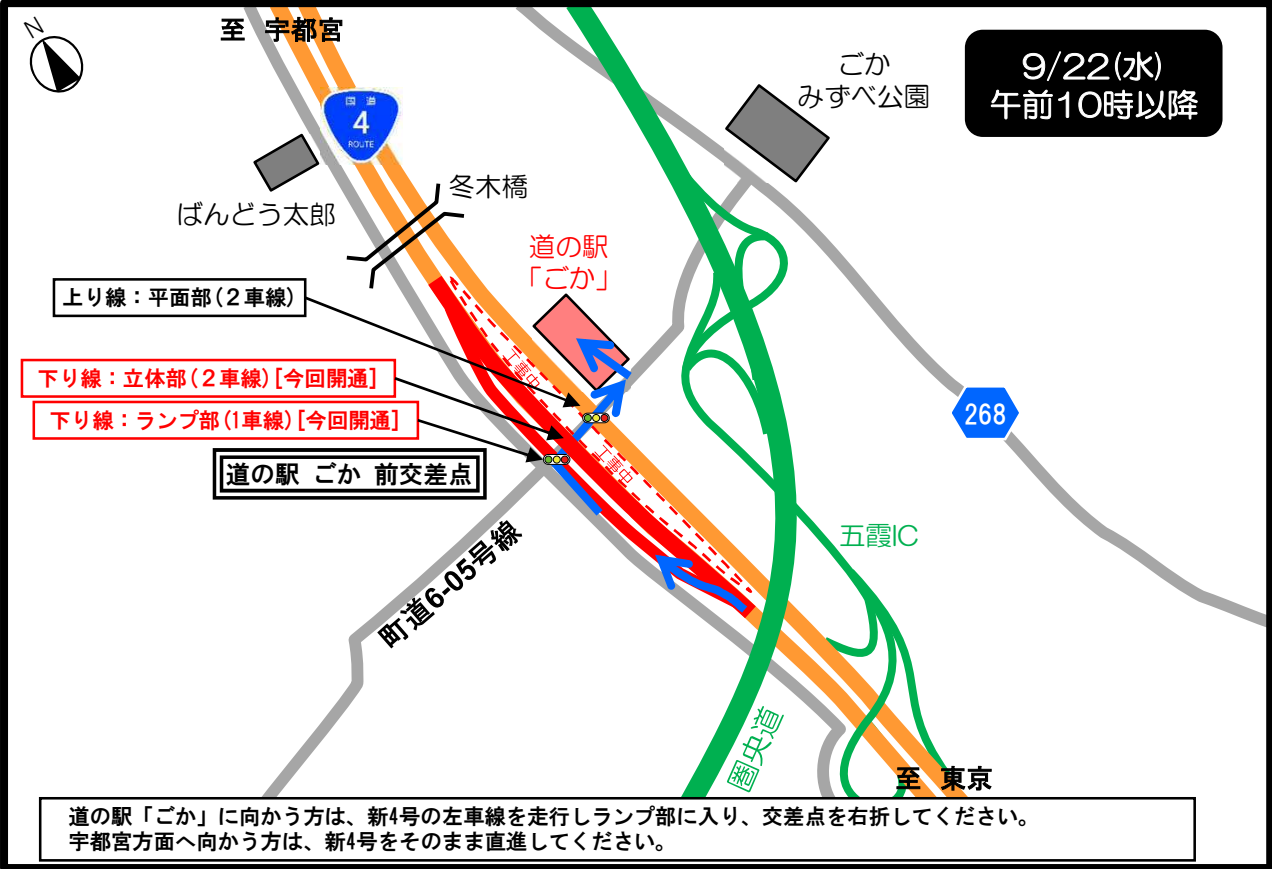 N
至 宇都宮
9/22(水)
午前10時以降
国道
4
ROUTE
ごか
みずべ公園
ばんどう太郎
冬木橋
道の駅
「ごか」
上り線：平面部(２車線)
工事中
下り線：立体部(２車線)[今回開通]
下り線：ランプ部(1車線)[今回開通]
268
工事中
道の駅 ごか 前交差点
五霞IC
町道6-05号線
圏央道
至 東京
道の駅「ごか」に向かう方は、新4号の左車線を走行しランプ部に入り、交差点を右折してください。
宇都宮方面へ向かう方は、新4号をそのまま直進してください。